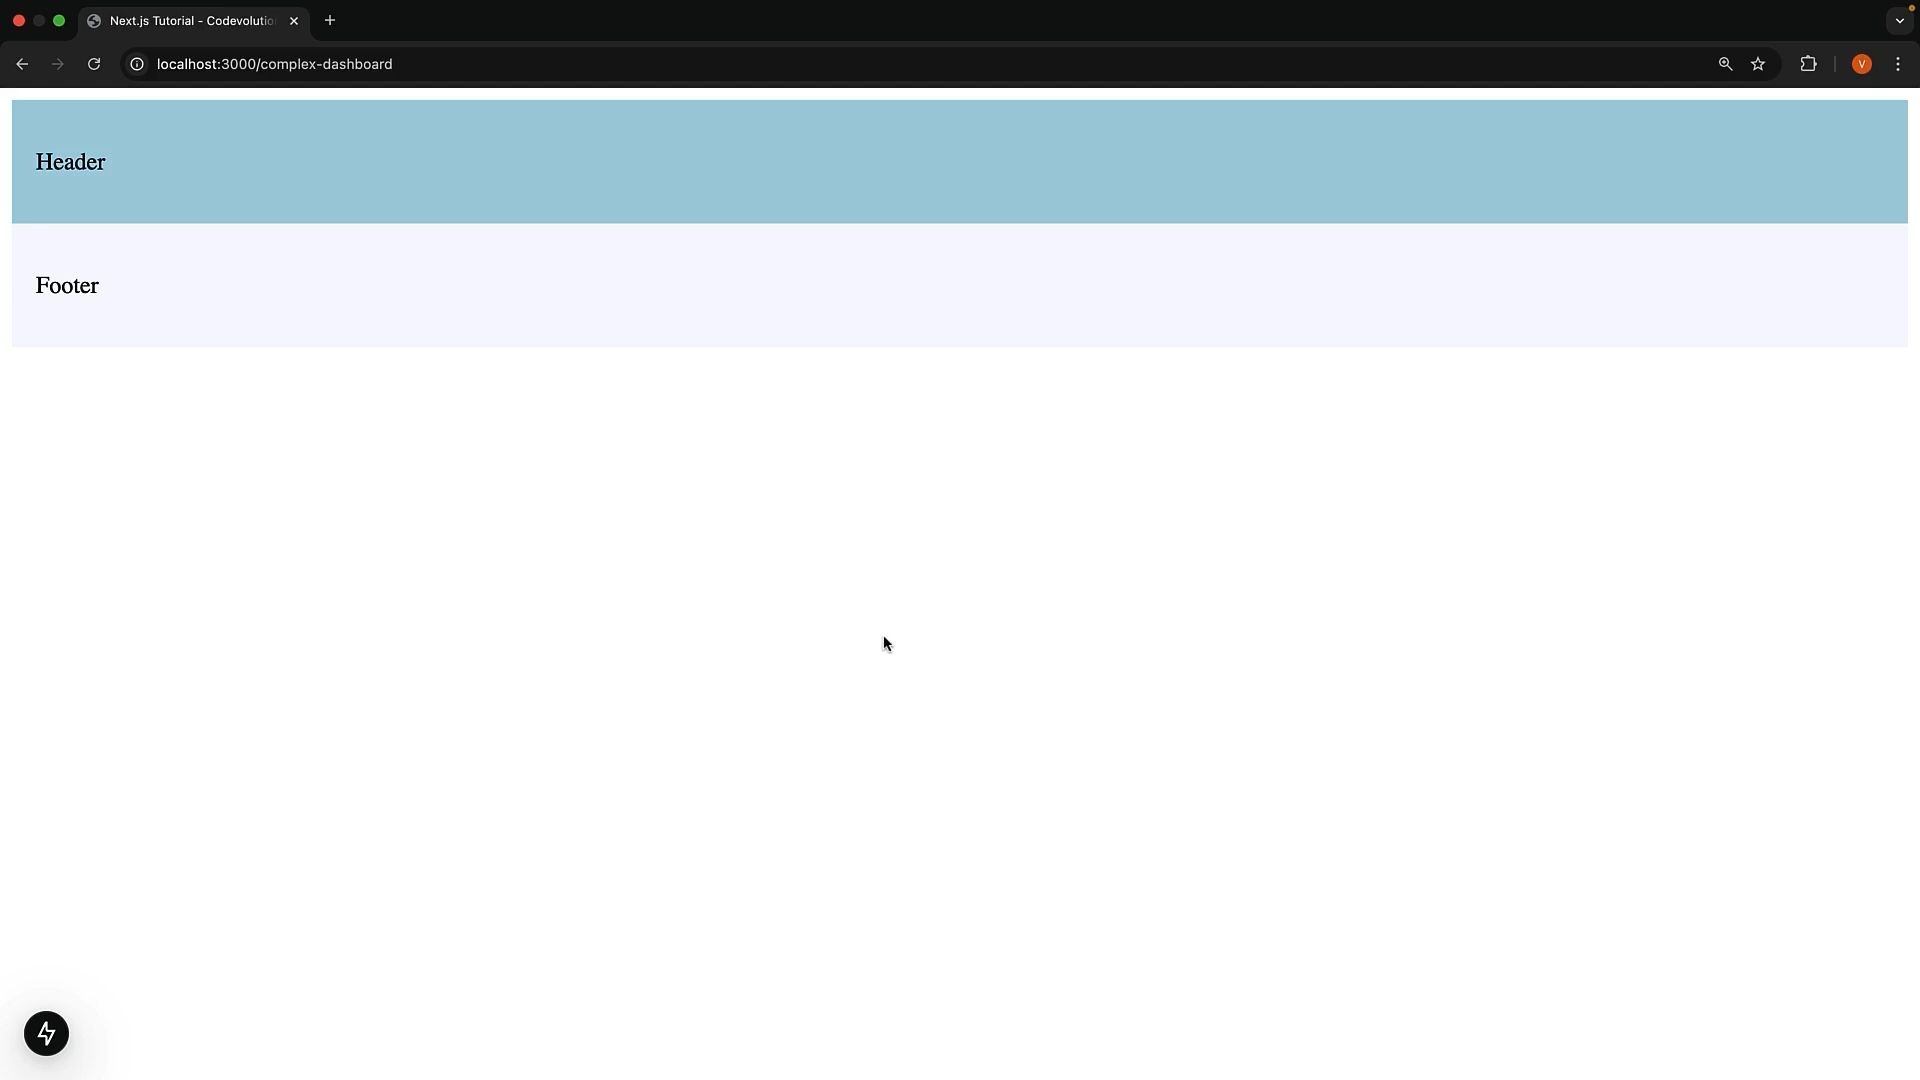 Next.js Tutorial - Codevolutio
localhost:3000/complex-dashboard
V
Header
Footer